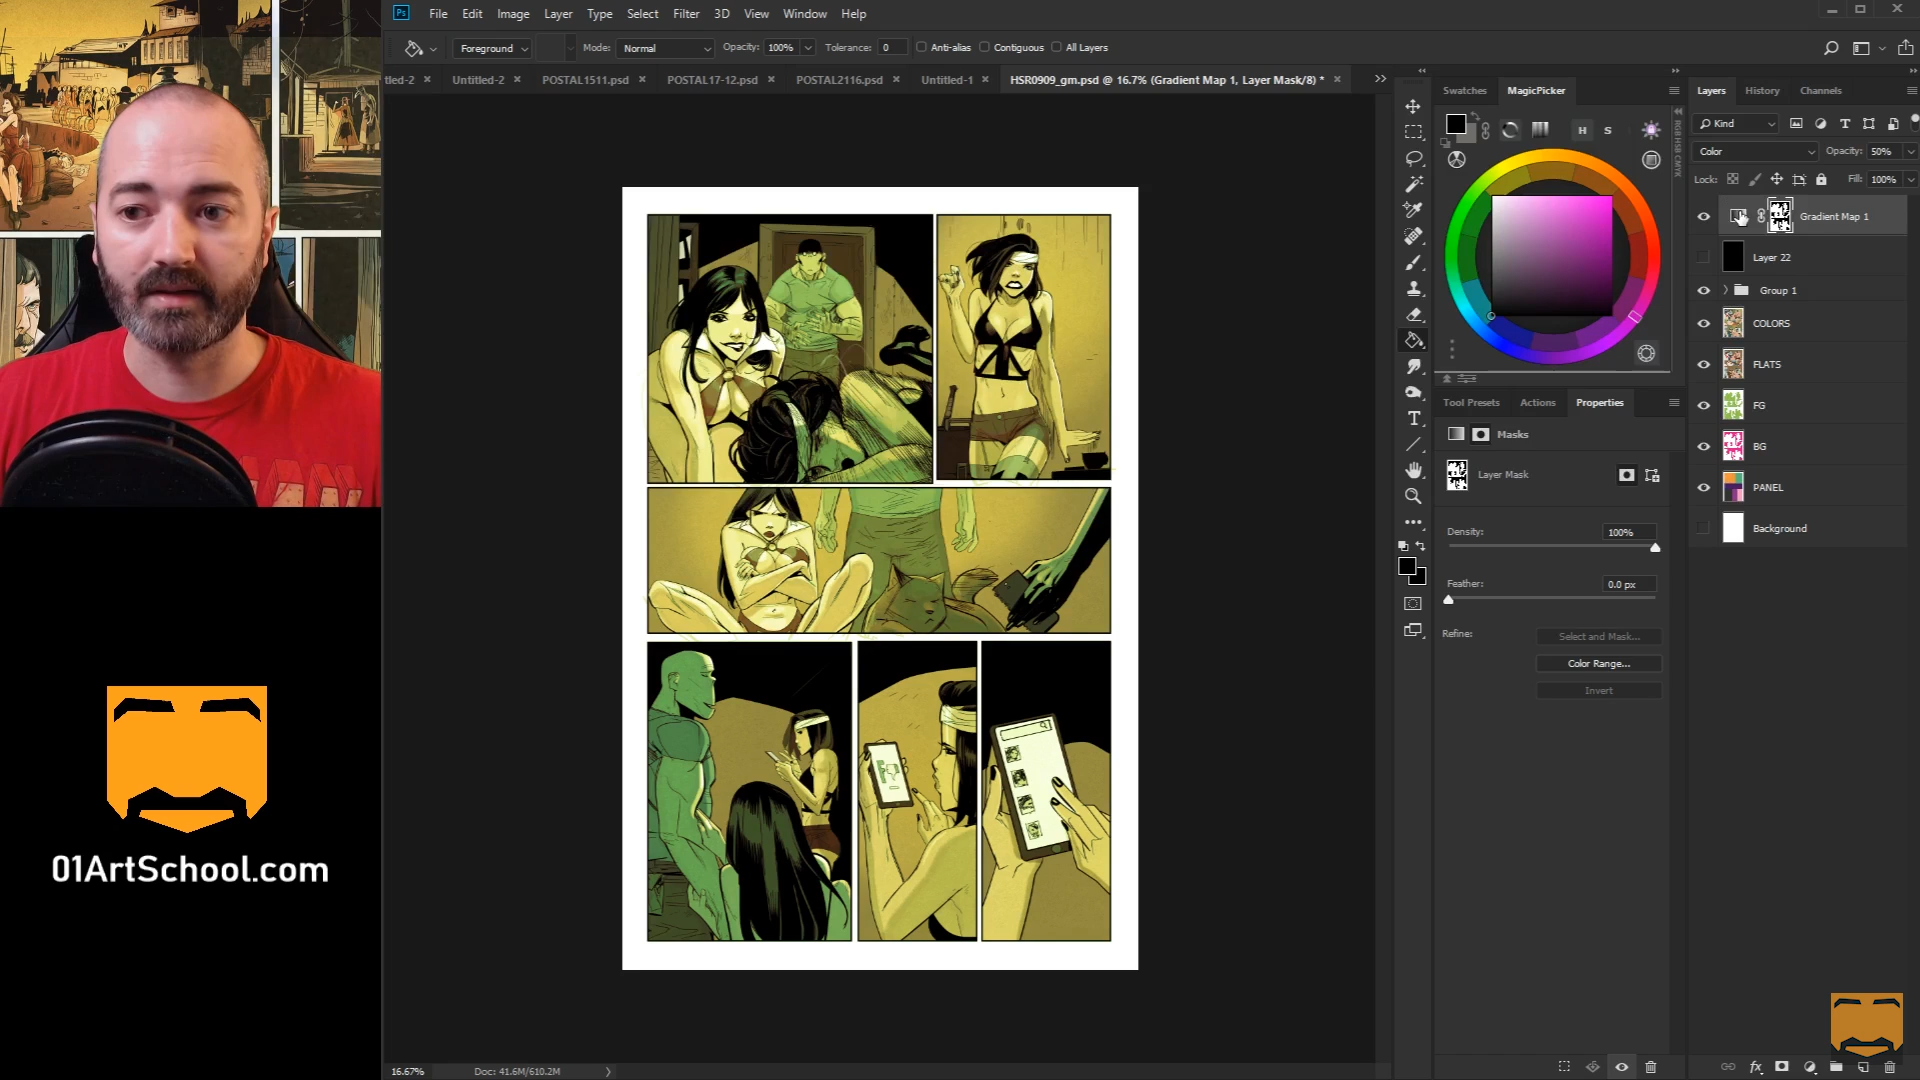 Ps File Edit Image Layer Type Select Filter 3D View Window Help
Foreground Mode: Normal Opacity: 100% Tolerance: 0 Anti-alias Contiguous All Layers
tled-2 × Untitled-2 × POSTAL1511.psd × POSTAL17-12.psd × POSTAL2116.psd × Untitled-1 × HSR0909_gm.psd @ 16.7% (Gradient Map 1, Layer Mask/8) * ×
Swatches MagicPicker
H S
RGB HSB CMYK
Tool Presets Actions Properties
Masks
Layer Mask
Density: 100%
Feather: 0.0 px
Refine: Select and Mask...
Color Range...
Invert
Layers History Channels
Kind
Color Opacity: 50%
Lock: Fill: 100%
Gradient Map 1
Layer 22
Group 1
COLORS
FLATS
FG
BG
PANEL
Background
01ArtSchool.com
16.67% Doc: 41.6M/610.2M